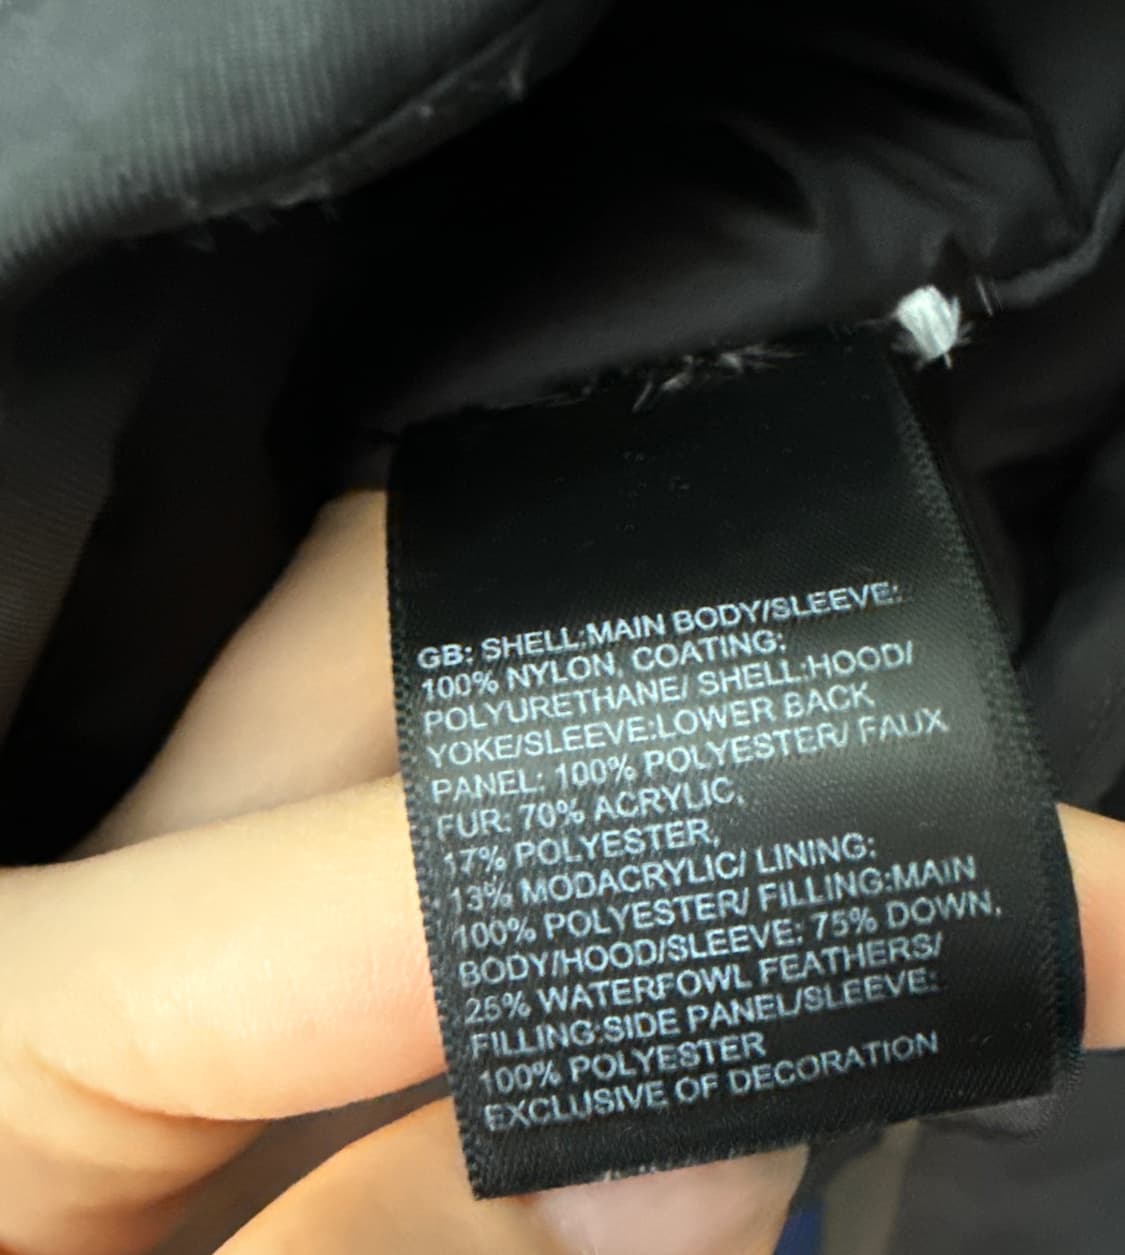 GB: SHELL:MAIN BODY/SLEEVE:
100% NYLON, COATING:
POLYURETHANE/ SHELL:HOOD/
YOKE/SLEEVE:LOWER BACK
PANEL: 100% POLYESTER/ FAUX
FUR: 70% ACRYLIC,
17% POLYESTER,
13% MODACRYLIC/ LINING:
100% POLYESTER/ FILLING:MAIN
BODY/HOOD/SLEEVE: 75% DOWN,
25% WATERFOWL FEATHERS/
FILLING:SIDE PANEL/SLEEVE:
100% POLYESTER
EXCLUSIVE OF DECORATION